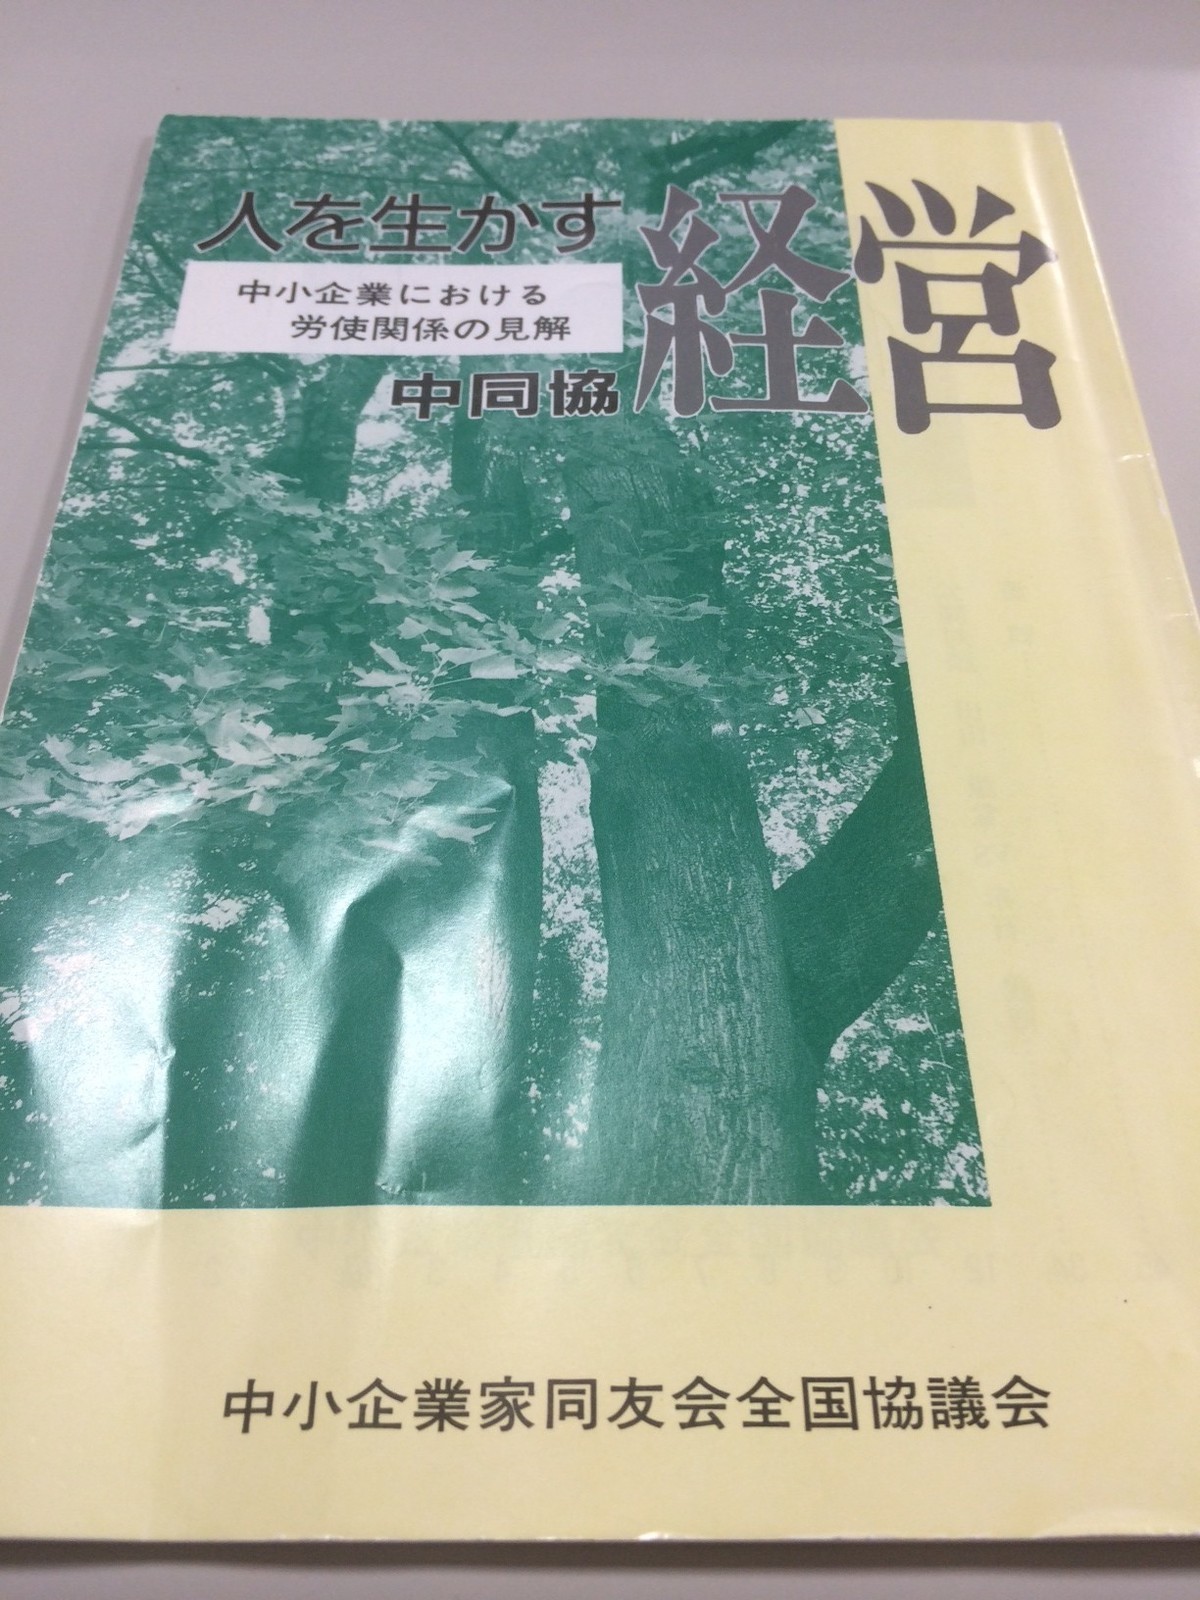 人を生かす経営
中小企業における
労使関係の見解
中同協
中小企業家同友会全国協議会